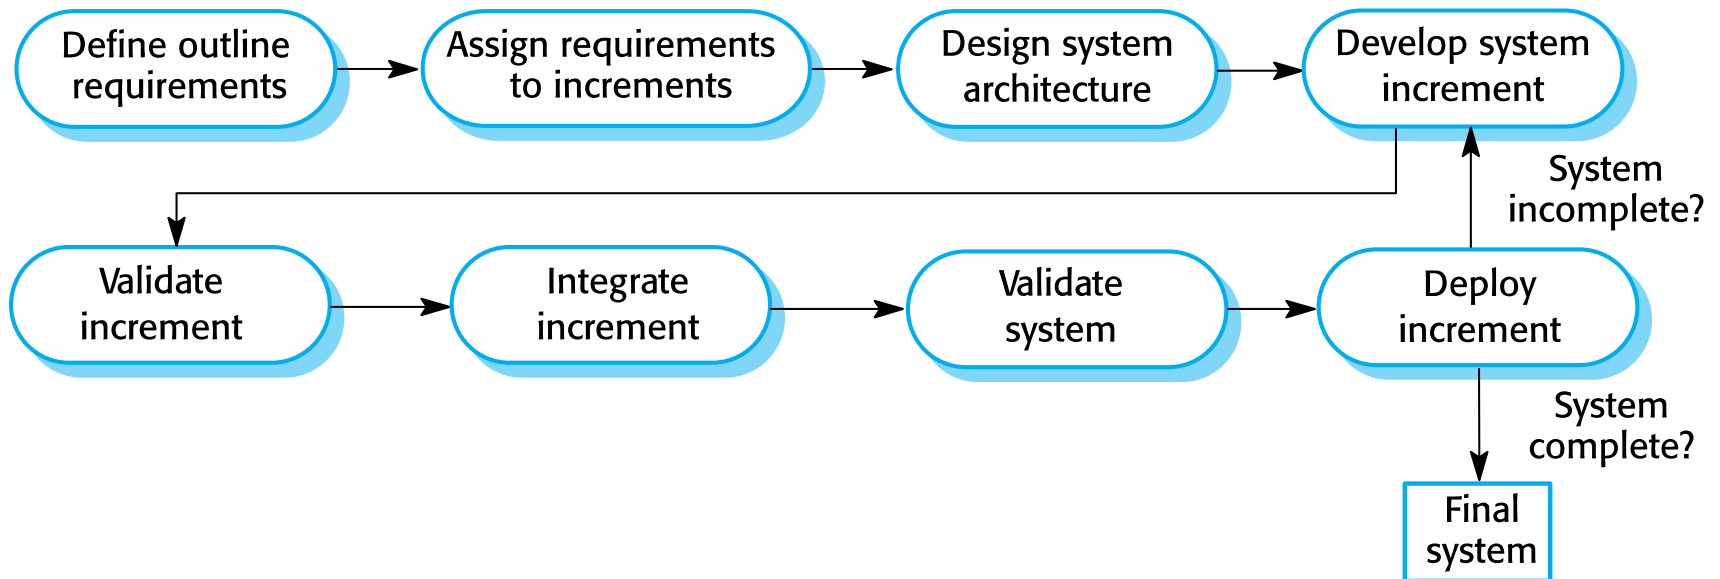 Define outline
requirements
Assign requirements
to increments
Design system
architecture
Develop system
increment
System
incomplete?
Validate
increment
Integrate
increment
Validate
system
Deploy
increment
System
complete?
Final
system